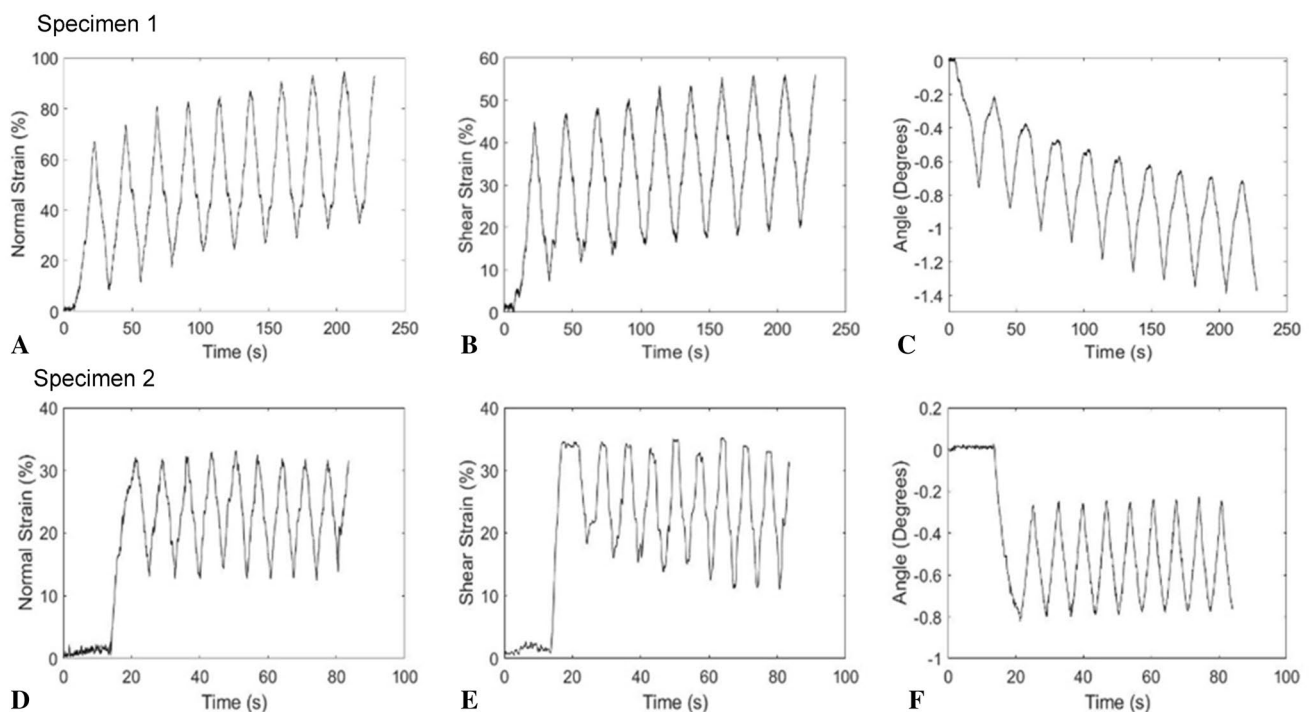 Specimen 1
100
80
60
40
20
0
Normal Strain (%)
0 50 100 150 200 250
Time (s)
A
60
50
40
30
20
10
0
Shear Strain (%)
0 50 100 150 200 250
Time (s)
B
0
-0.2
-0.4
-0.6
-0.8
-1
-1.2
-1.4
Angle (Degrees)
0 50 100 150 200 250
Time (s)
C
Specimen 2
40
30
20
10
0
Normal Strain (%)
0 20 40 60 80 100
Time (s)
D
40
30
20
10
0
Shear Strain (%)
0 20 40 60 80 100
Time (s)
E
0.2
0
-0.2
-0.4
-0.6
-0.8
-1
Angle (Degrees)
0 20 40 60 80 100
Time (s)
F